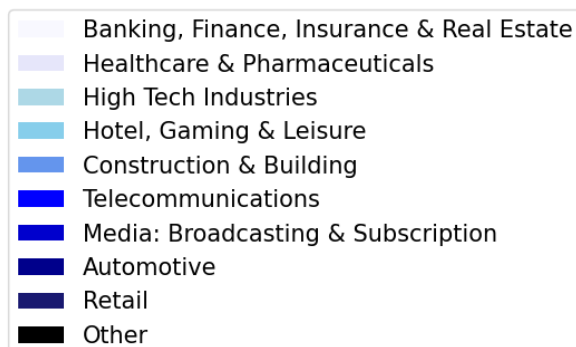 Banking, Finance, Insurance & Real Estate
Healthcare & Pharmaceuticals
High Tech Industries
Hotel, Gaming & Leisure
Construction & Building
Telecommunications
Media: Broadcasting & Subscription
Automotive
Retail
Other